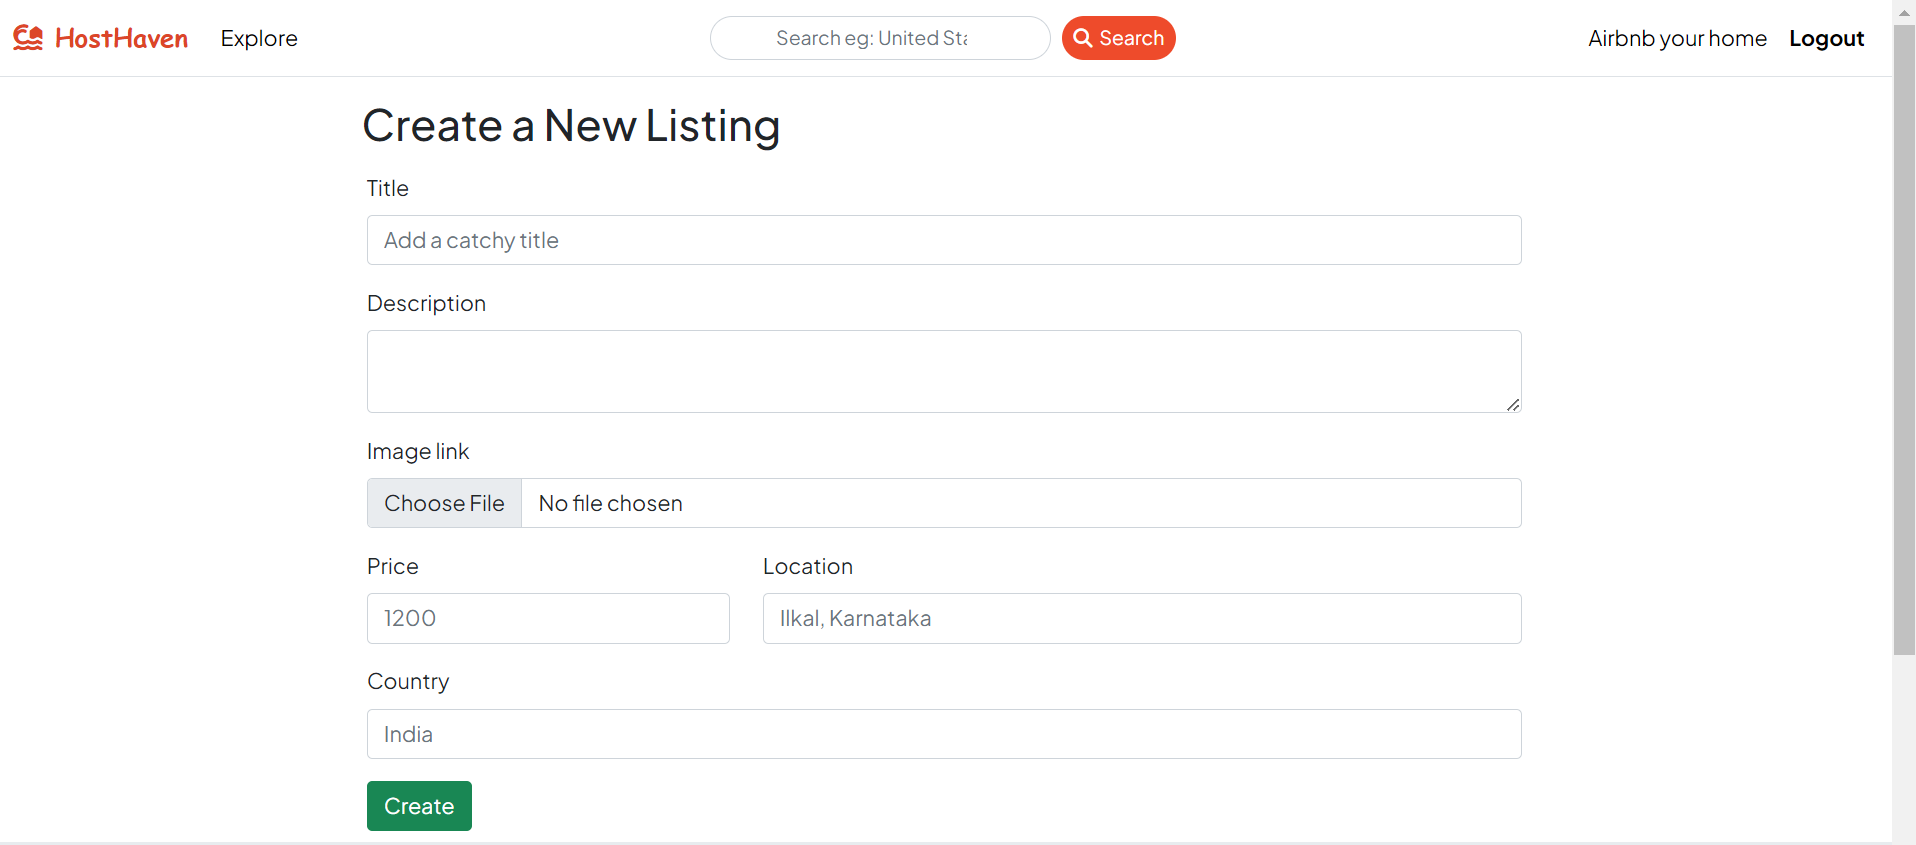 HostHaven Explore Search eg: United Sta Search Airbnb your home Logout
Create a New Listing
Title
Add a catchy title
Description
Image link
Choose File No file chosen
Price Location
1200 Ilkal, Karnataka
Country
India
Create